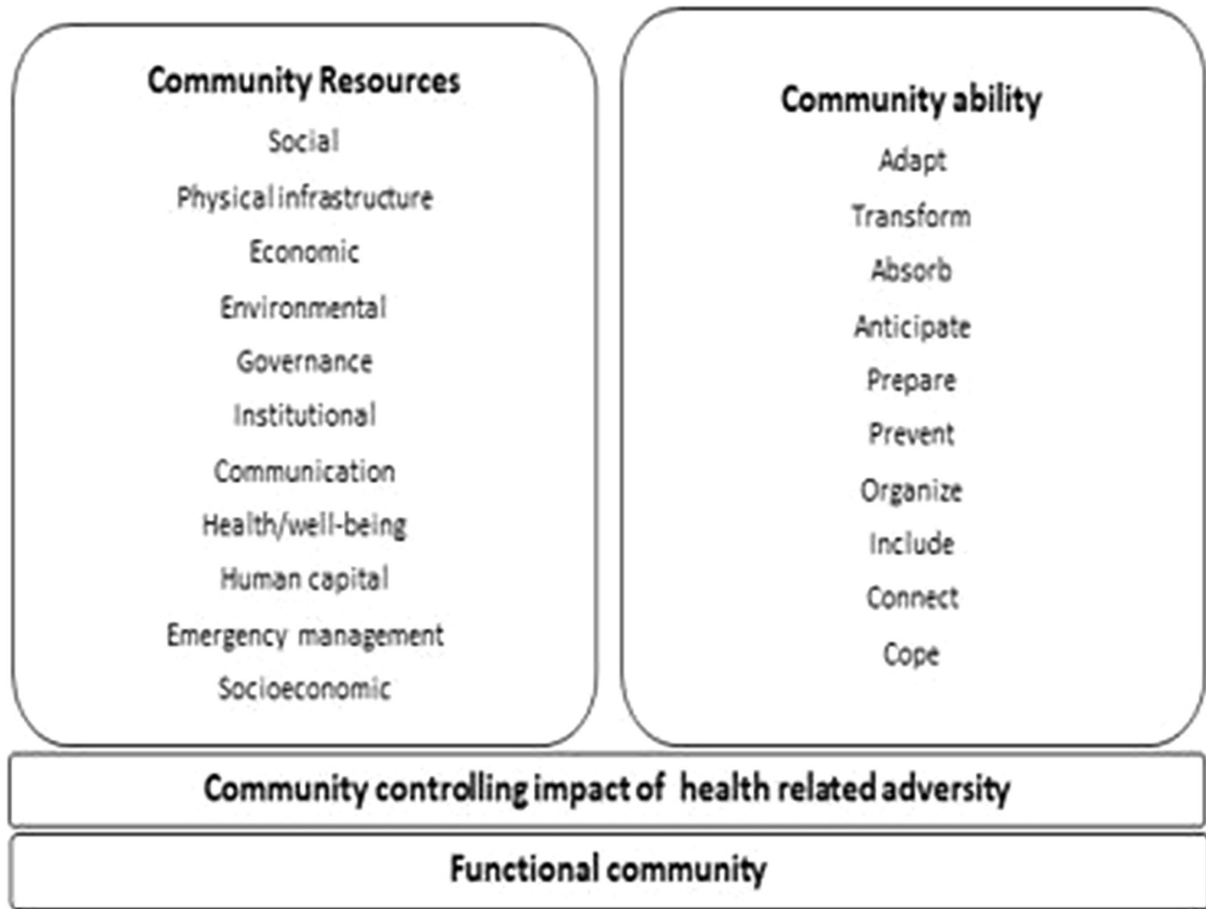 Community Resources
Social
Physical infrastructure
Economic
Environmental
Governance
Institutional
Communication
Health/well-being
Human capital
Emergency management
Socioeconomic
Community ability
Adapt
Transform
Absorb
Anticipate
Prepare
Prevent
Organize
Include
Connect
Cope
Community controlling impact of health related adversity
Functional community